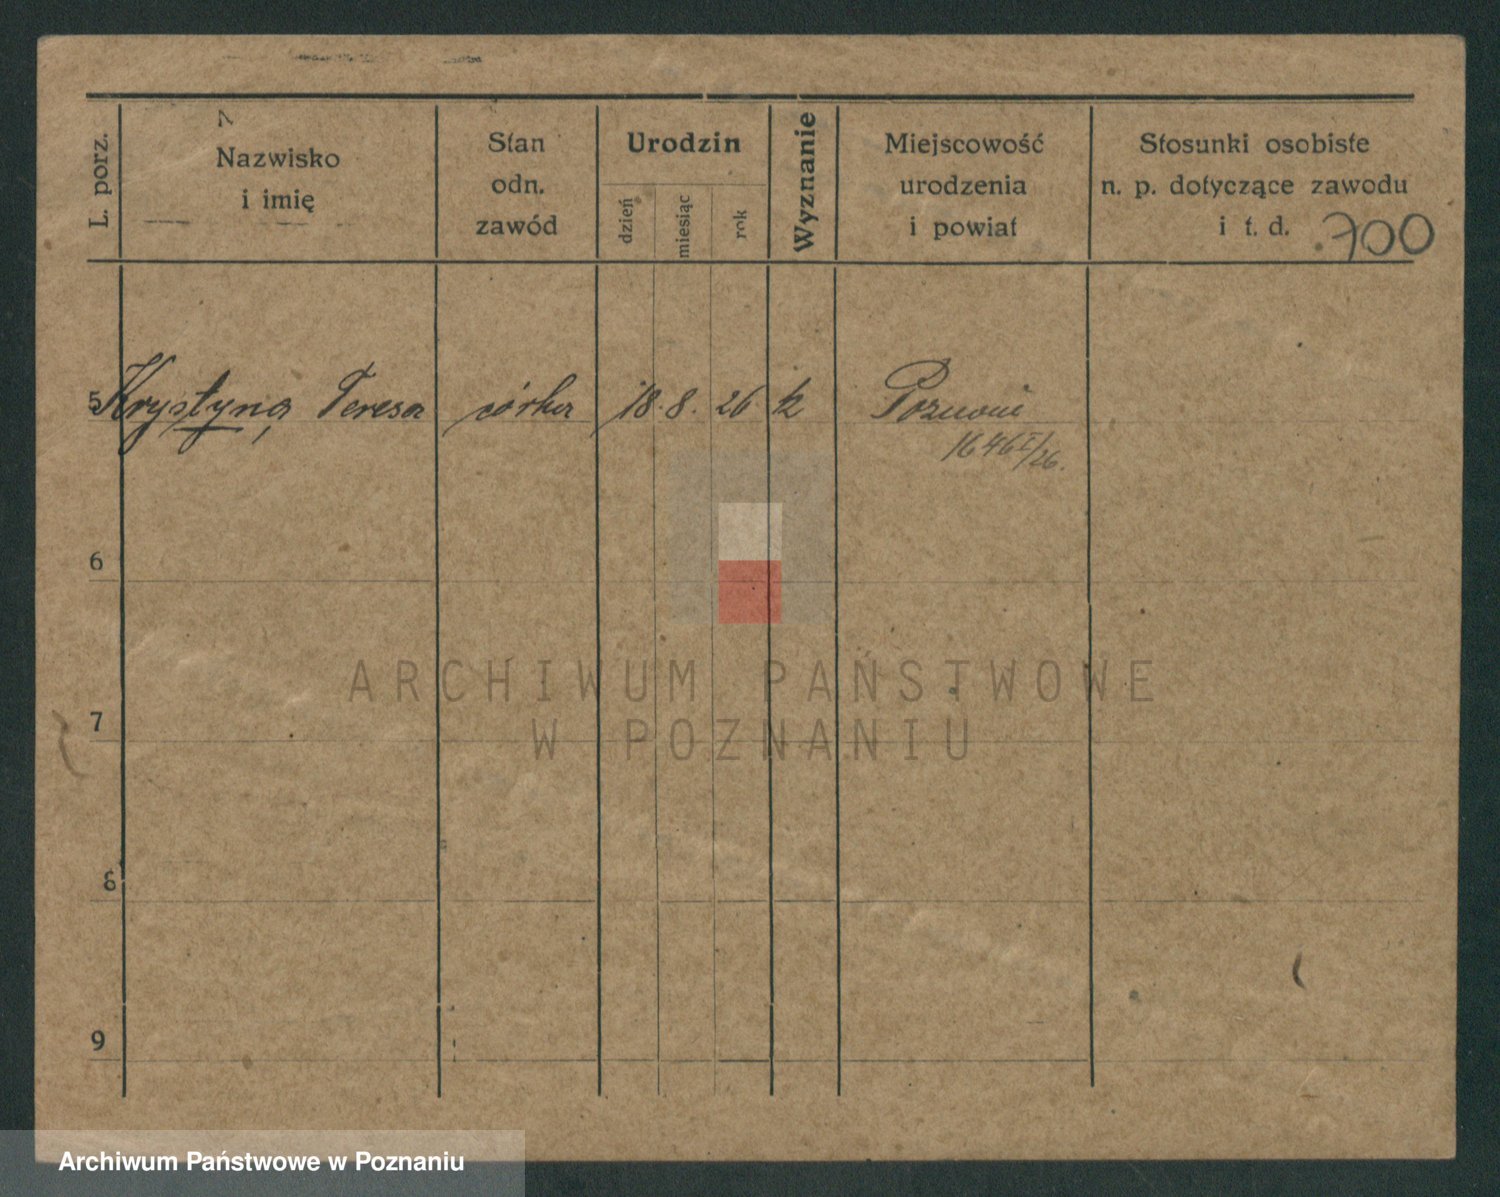 L. porz.
Nazwisko
i imię
Stan
odn.
zawód
Urodzin
dzień
miesiąc
rok
Wyznanie
Miejscowość
urodzenia
i powiat
Stosunki osobiste
n. p. dotyczące zawodu
i t. d.
700
5 Krystyna, Teresa córka 18. 8. 26 k Poznań
1646 I/26.
6
7
8
9
ARCHIWUM PAŃSTWOWE
W POZNANIU
Archiwum Państwowe w Poznaniu